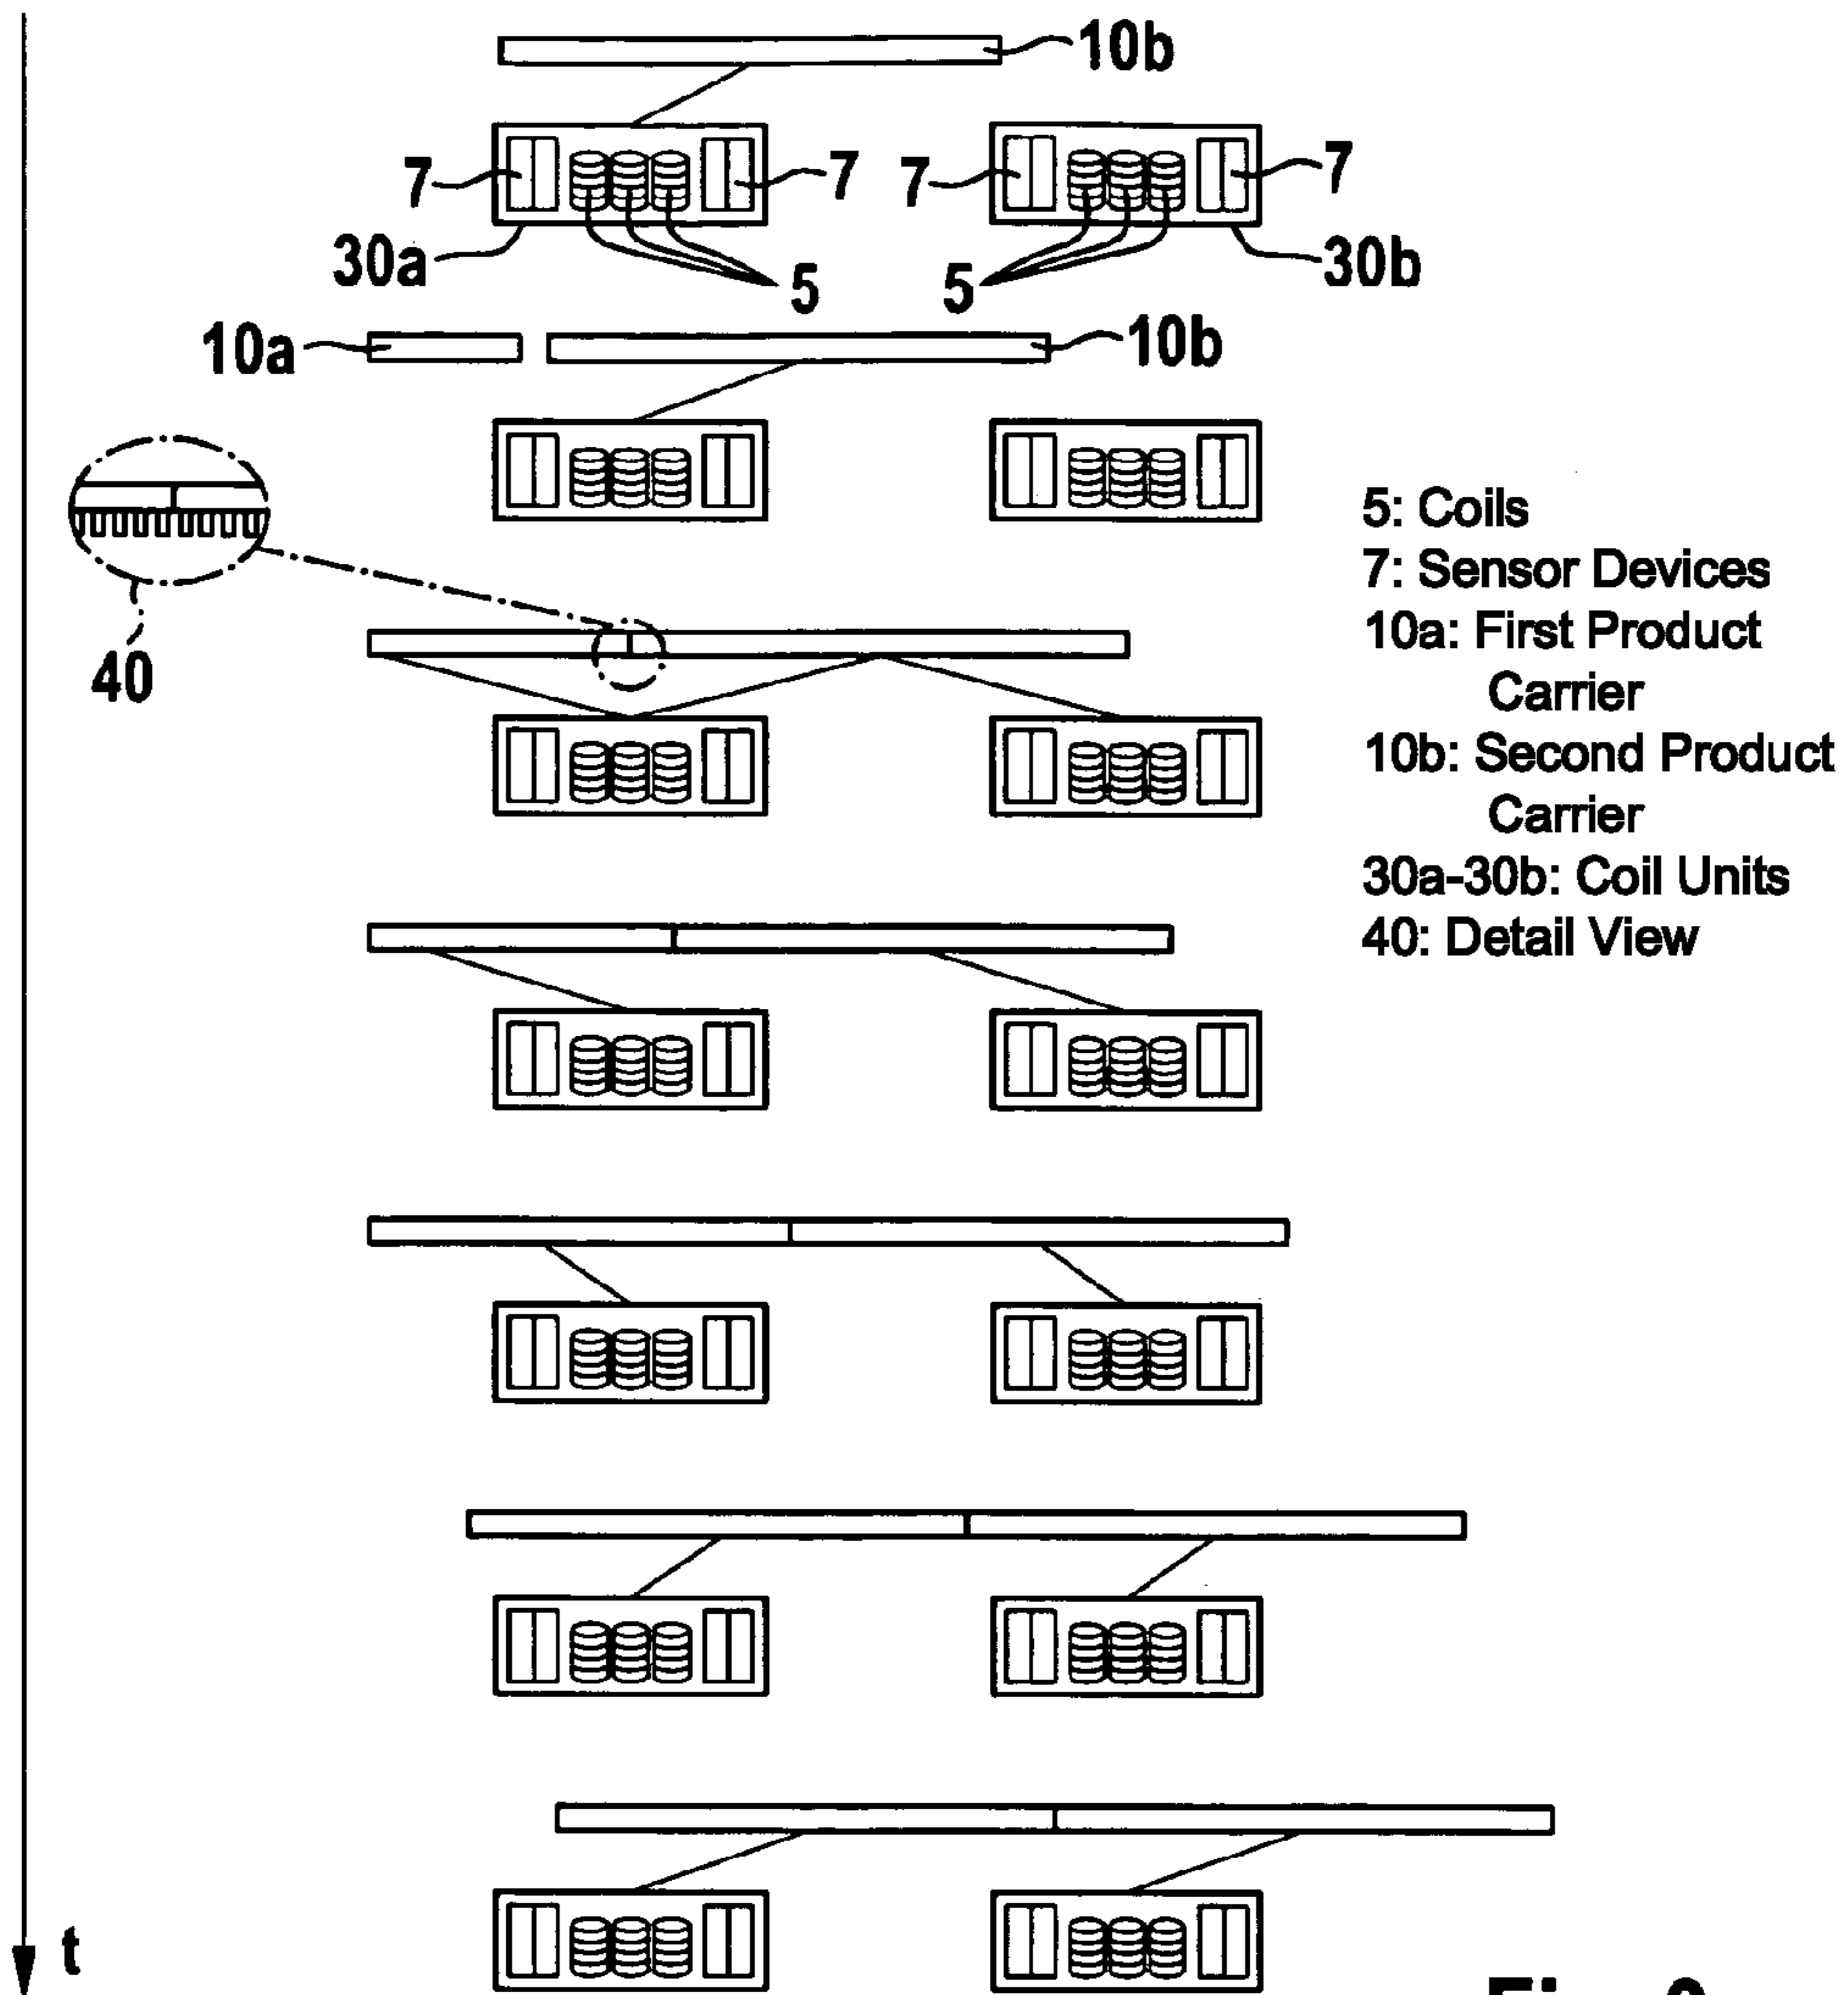 10b
7 7 7 7
30a 5 5 30b
10a 10b
40
5: Coils
7: Sensor Devices
10a: First Product
Carrier
10b: Second Product
Carrier
30a-30b: Coil Units
40: Detail View
t